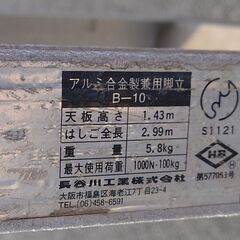 アルミ合金製兼用脚立
B-10
天板高さ 1.43m
はしご全長 2.99m
重量 5.8kg
最大使用荷重 1000N・100kg
長谷川工業株式会社
大阪市福島区海老江7丁目23-4
TEL(06)458-6591
S1121
第577053号